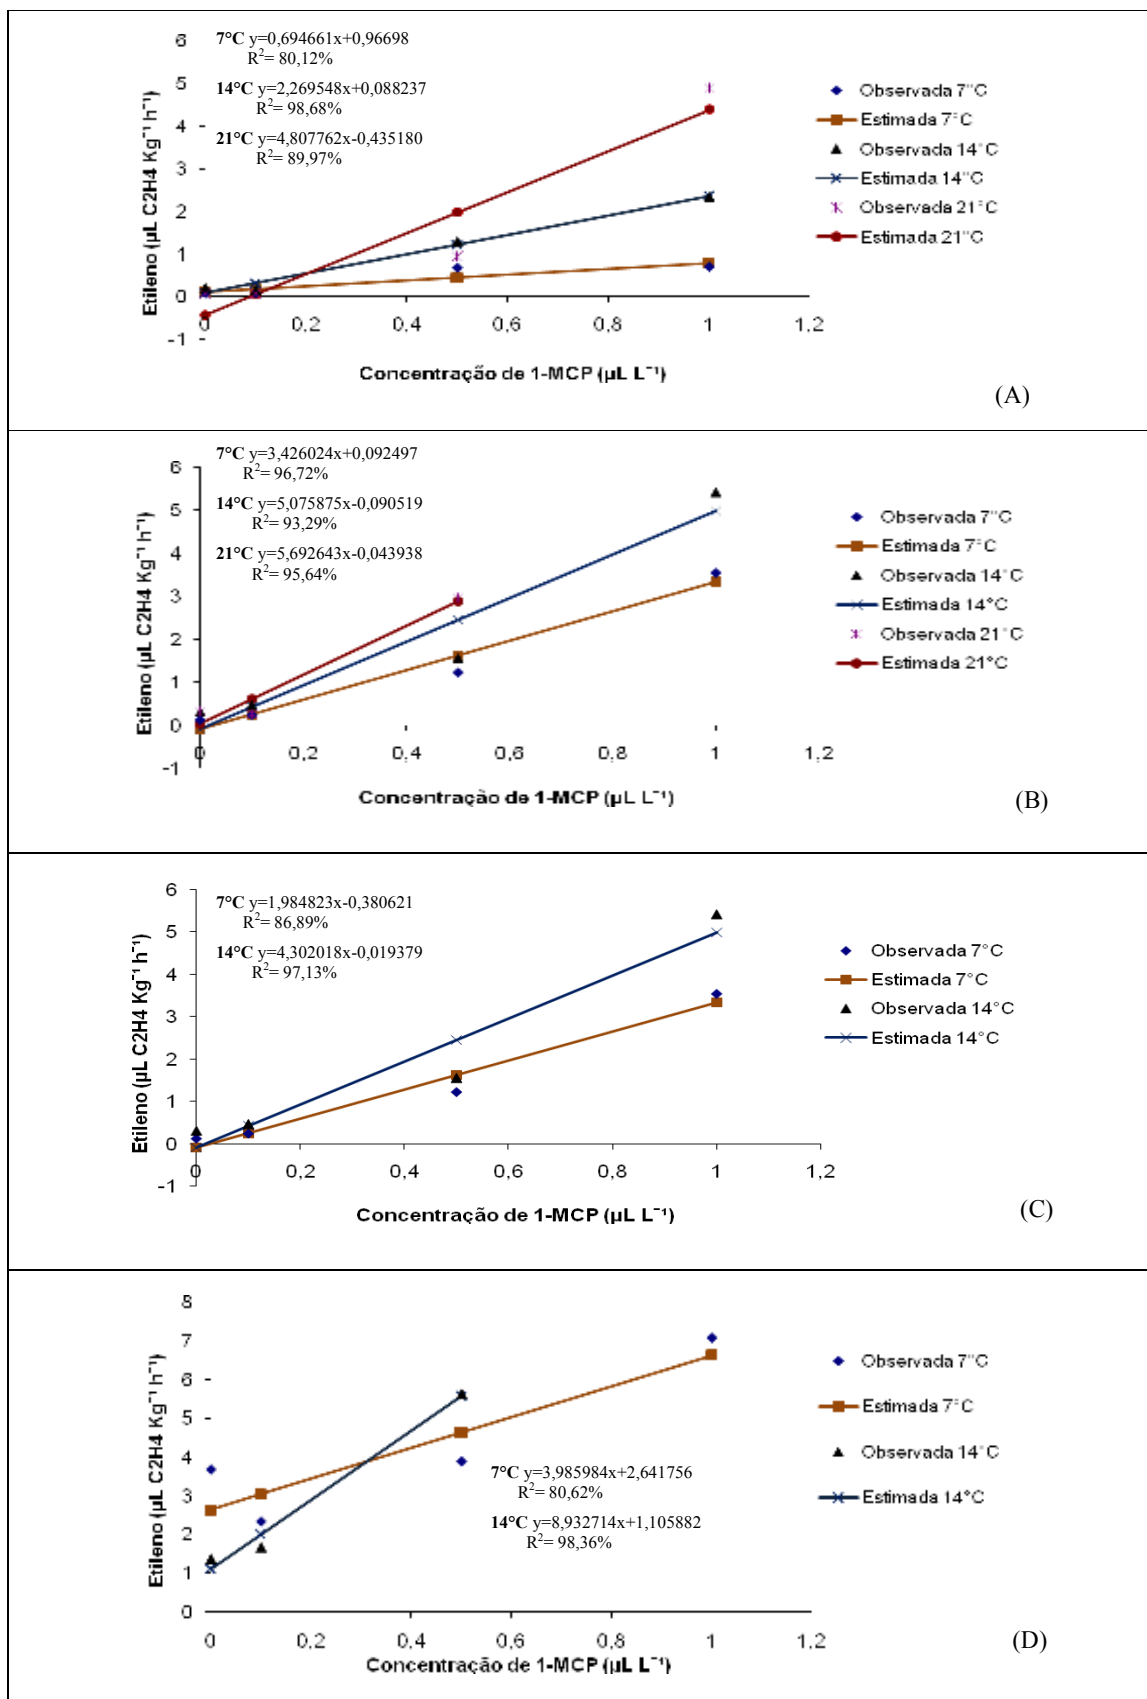 7°C y=0,694661x+0,96698
R²= 80,12%
14°C y=2,269548x+0,088237
R²= 98,68%
21°C y=4,807762x-0,435180
R²= 89,97%
Etileno (µL C2H4 Kg⁻¹ h⁻¹)
6
5
4
3
2
1
0
-1
0
0,2
0,4
0,6
0,8
1
1,2
Concentração de 1-MCP (µL L⁻¹)
Observada 7°C
Estimada 7°C
Observada 14°C
Estimada 14°C
Observada 21°C
Estimada 21°C
(A)
7°C y=3,426024x+0,092497
R²= 96,72%
14°C y=5,075875x-0,090519
R²= 93,29%
21°C y=5,692643x-0,043938
R²= 95,64%
Etileno (µL C2H4 Kg⁻¹ h⁻¹)
6
5
4
3
2
1
0
-1
0
0,2
0,4
0,6
0,8
1
1,2
Concentração de 1-MCP (µL L⁻¹)
Observada 7°C
Estimada 7°C
Observada 14°C
Estimada 14°C
Observada 21°C
Estimada 21°C
(B)
7°C y=1,984823x-0,380621
R²= 86,89%
14°C y=4,302018x-0,019379
R²= 97,13%
Etileno (µL C2H4 Kg⁻¹ h⁻¹)
6
5
4
3
2
1
0
-1
0
0,2
0,4
0,6
0,8
1
1,2
Concentração de 1-MCP (µL L⁻¹)
Observada 7°C
Estimada 7°C
Observada 14°C
Estimada 14°C
(C)
Etileno (µL C2H4 Kg⁻¹ h⁻¹)
8
7
6
5
4
3
2
1
0
7°C y=3,985984x+2,641756
R²= 80,62%
14°C y=8,932714x+1,105882
R²= 98,36%
0
0,2
0,4
0,6
0,8
1
1,2
Concentração de 1-MCP (µL L⁻¹)
Observada 7°C
Estimada 7°C
Observada 14°C
Estimada 14°C
(D)